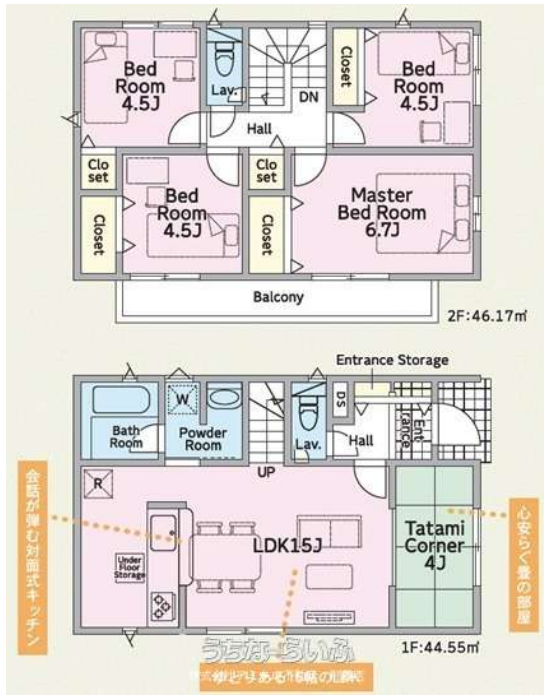 Bed
Room
4.5J
Lav.
Closet
Bed
Room
4.5J
DN
Hall
Clo
set
Closet
Bed
Room
4.5J
Clo
set
Closet
Master
Bed Room
6.7J
Balcony
2F:46.17㎡
Entrance Storage
Bath
Room
W
Powder
Room
Lav.
DS
Hall
Ent
rance
UP
R
会話が弾む対面式キッチン
Under
Floor
Storage
LDK15J
Tatami
Corner
4J
心安らぐ畳の部屋
1F:44.55㎡
うちなーらいふ